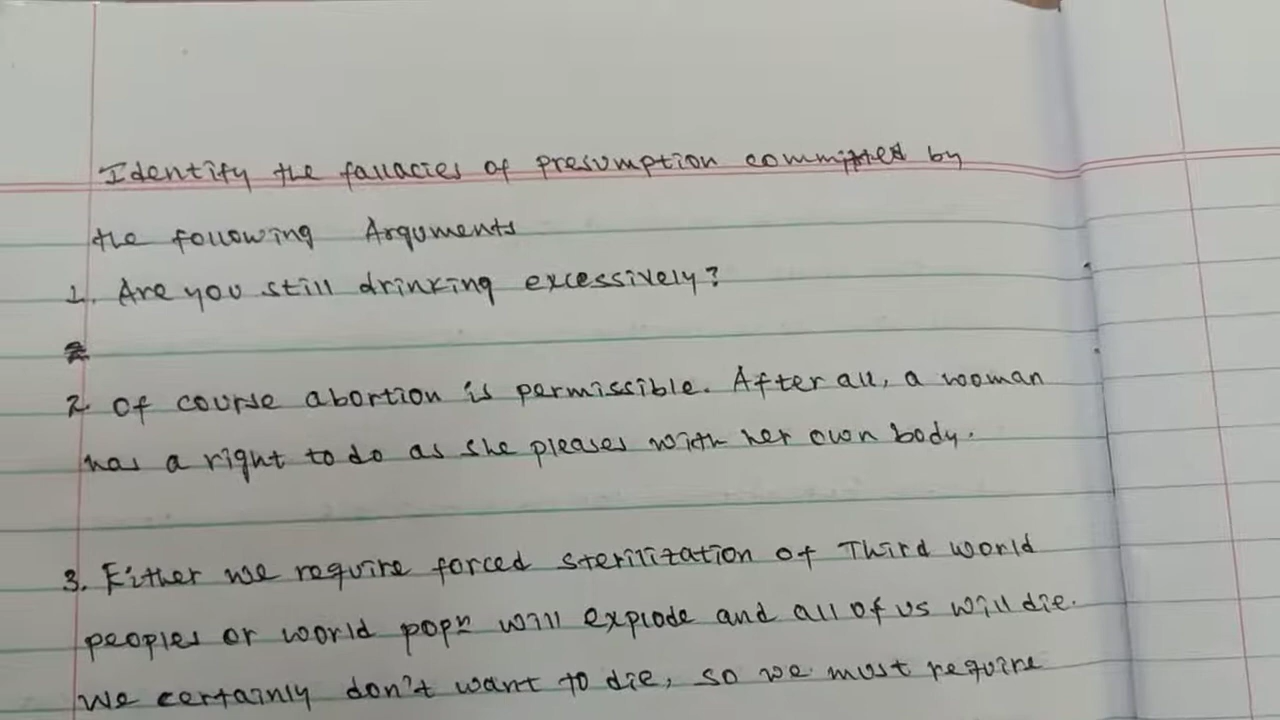 Identify the fallacies of presumption committed by
the following Arguments
1. Are you still drinking excessively?
2. Of course abortion is permissible. After all, a woman
has a right to do as she pleases with her own body.
3. Either we require forced sterilization of Third world
peoples or world popn will explode and all of us will die.
We certainly don't want to die, so we must require